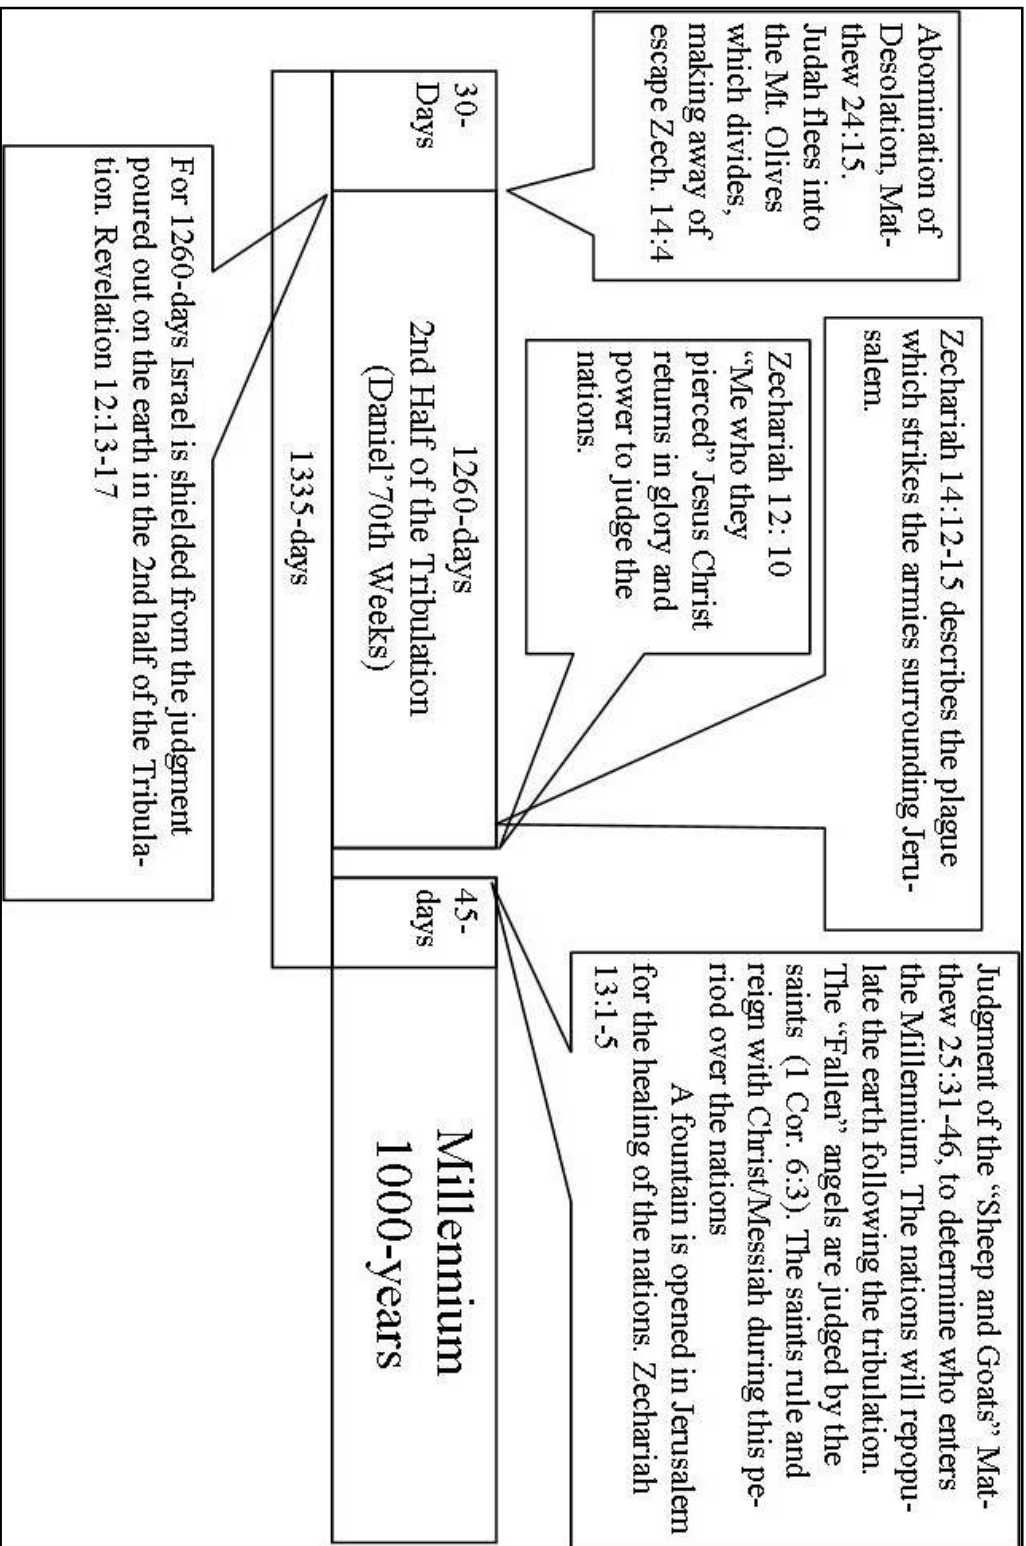 Abomination of
Desolation, Mat-
thew 24:15.
Judah flees into
the Mt. Olives
which divides,
making away of
escape Zech. 14:4
Zechariah 14:12-15 describes the plague
which strikes the armies surrounding Jeru-
salem.
Zechariah 12: 10
“Me who they
pierced” Jesus Christ
returns in glory and
power to judge the
nations.
Judgment of the “Sheep and Goats” Mat-
thew 25:31-46, to determine who enters
the Millennium. The nations will repopu-
late the earth following the tribulation.
The “Fallen” angels are judged by the
saints (1 Cor. 6:3). The saints rule and
reign with Christ/Messiah during this pe-
riod over the nations
A fountain is opened in Jerusalem
for the healing of the nations. Zechariah
13:1-5
30-
Days
1260-days
2nd Half of the Tribulation
(Daniel’70th Weeks)
45-
days
Millennium
1000-years
1335-days
For 1260-days Israel is shielded from the judgment
poured out on the earth in the 2nd half of the Tribula-
tion. Revelation 12:13-17